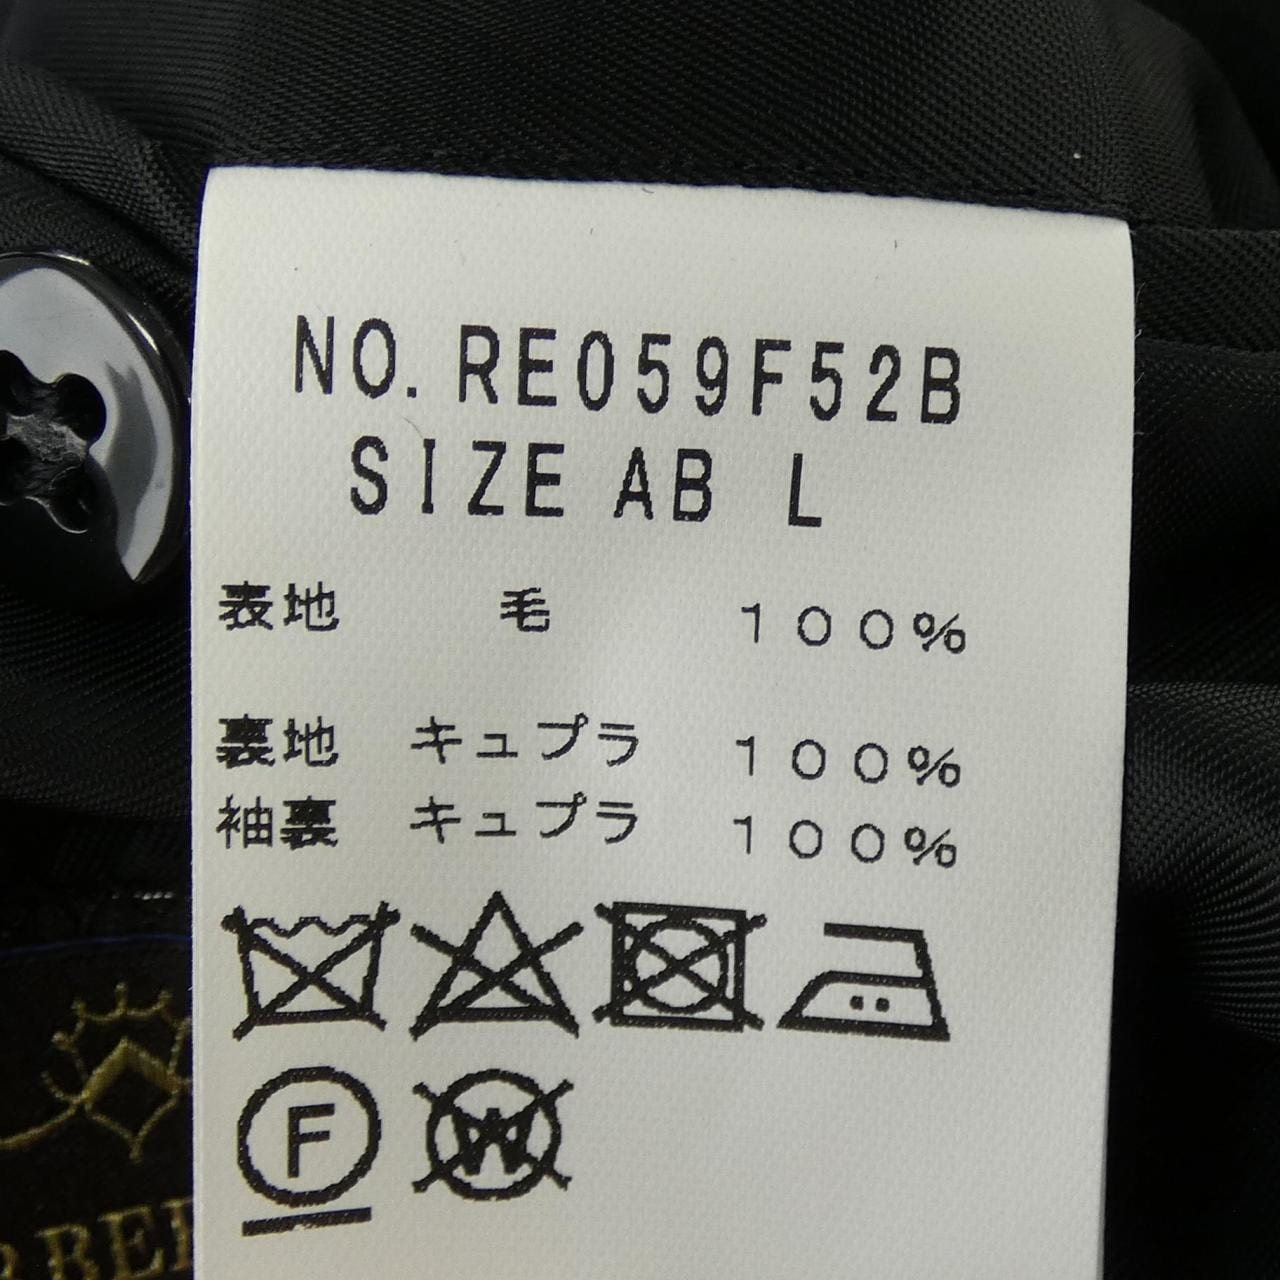 NO. RE059F52B
SIZE AB L
表地 毛 100%
裏地 キュプラ 100%
袖裏 キュプラ 100%
F
W